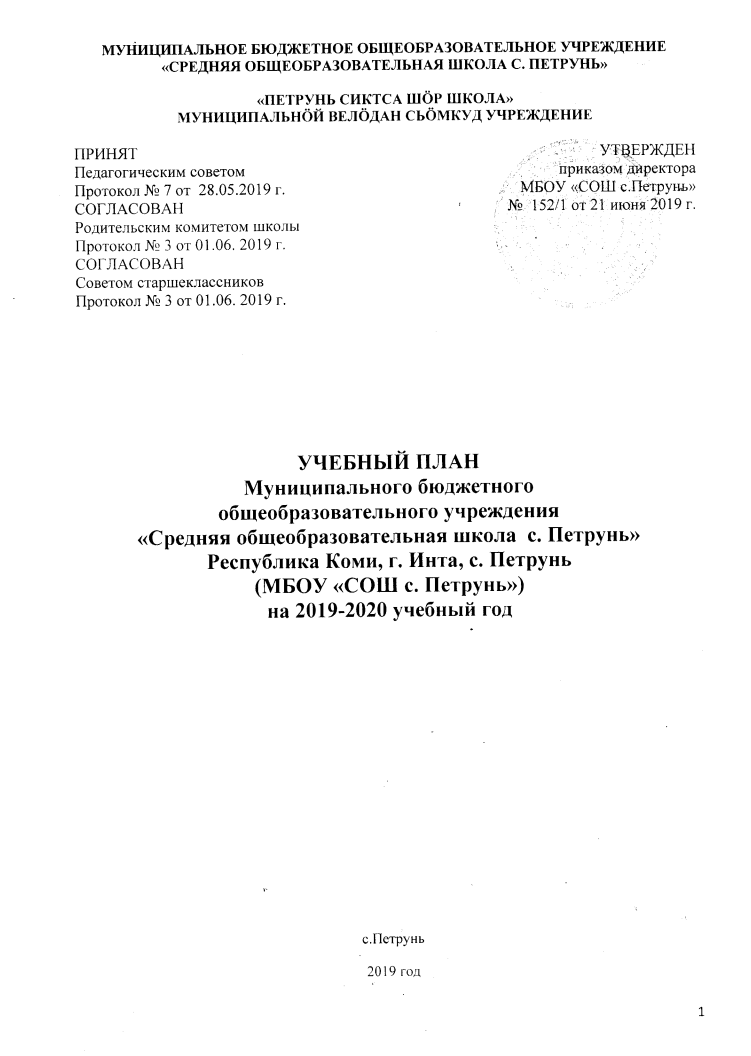 МУНИЦИПАЛЬНОЕ БЮДЖЕТНОЕ ОБЩЕОБРАЗОВАТЕЛЬНОЕ УЧРЕЖДЕНИЕ
«СРЕДНЯЯ ОБЩЕОБРАЗОВАТЕЛЬНАЯ ШКОЛА С. ПЕТРУНЬ»
«ПЕТРУНЬ СИКТСА ШÖР ШКОЛА»
МУНИЦИПАЛЬНÖЙ ВЕЛÖДАН СЬÖМКУД УЧРЕЖДЕНИЕ
ПРИНЯТ
Педагогическим советом
Протокол № 7 от 28.05.2019 г.
СОГЛАСОВАН
Родительским комитетом школы
Протокол № 3 от 01.06. 2019 г.
СОГЛАСОВАН
Советом старшеклассников
Протокол № 3 от 01.06. 2019 г.
УТВЕРЖДЕН
приказом директора
МБОУ «СОШ с.Петрунь»
№ 152/1 от 21 июня 2019 г.
УЧЕБНЫЙ ПЛАН
Муниципального бюджетного
общеобразовательного учреждения
«Средняя общеобразовательная школа с. Петрунь»
Республика Коми, г. Инта, с. Петрунь
(МБОУ «СОШ с. Петрунь»)
на 2019-2020 учебный год
с.Петрунь
2019 год
1